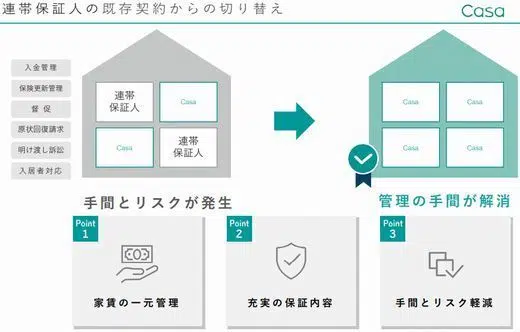 連帯保証人の既存契約からの切り替え
Casa
入金管理
保険更新管理
督促
原状回復請求
明け渡し訴訟
入居者対応
連帯
保証人
Casa
Casa
連帯
保証人
Casa
Casa
Casa
Casa
手間とリスクが発生
管理の手間が解消
Point
1
家賃の一元管理
Point
2
充実の保証内容
Point
3
手間とリスク軽減